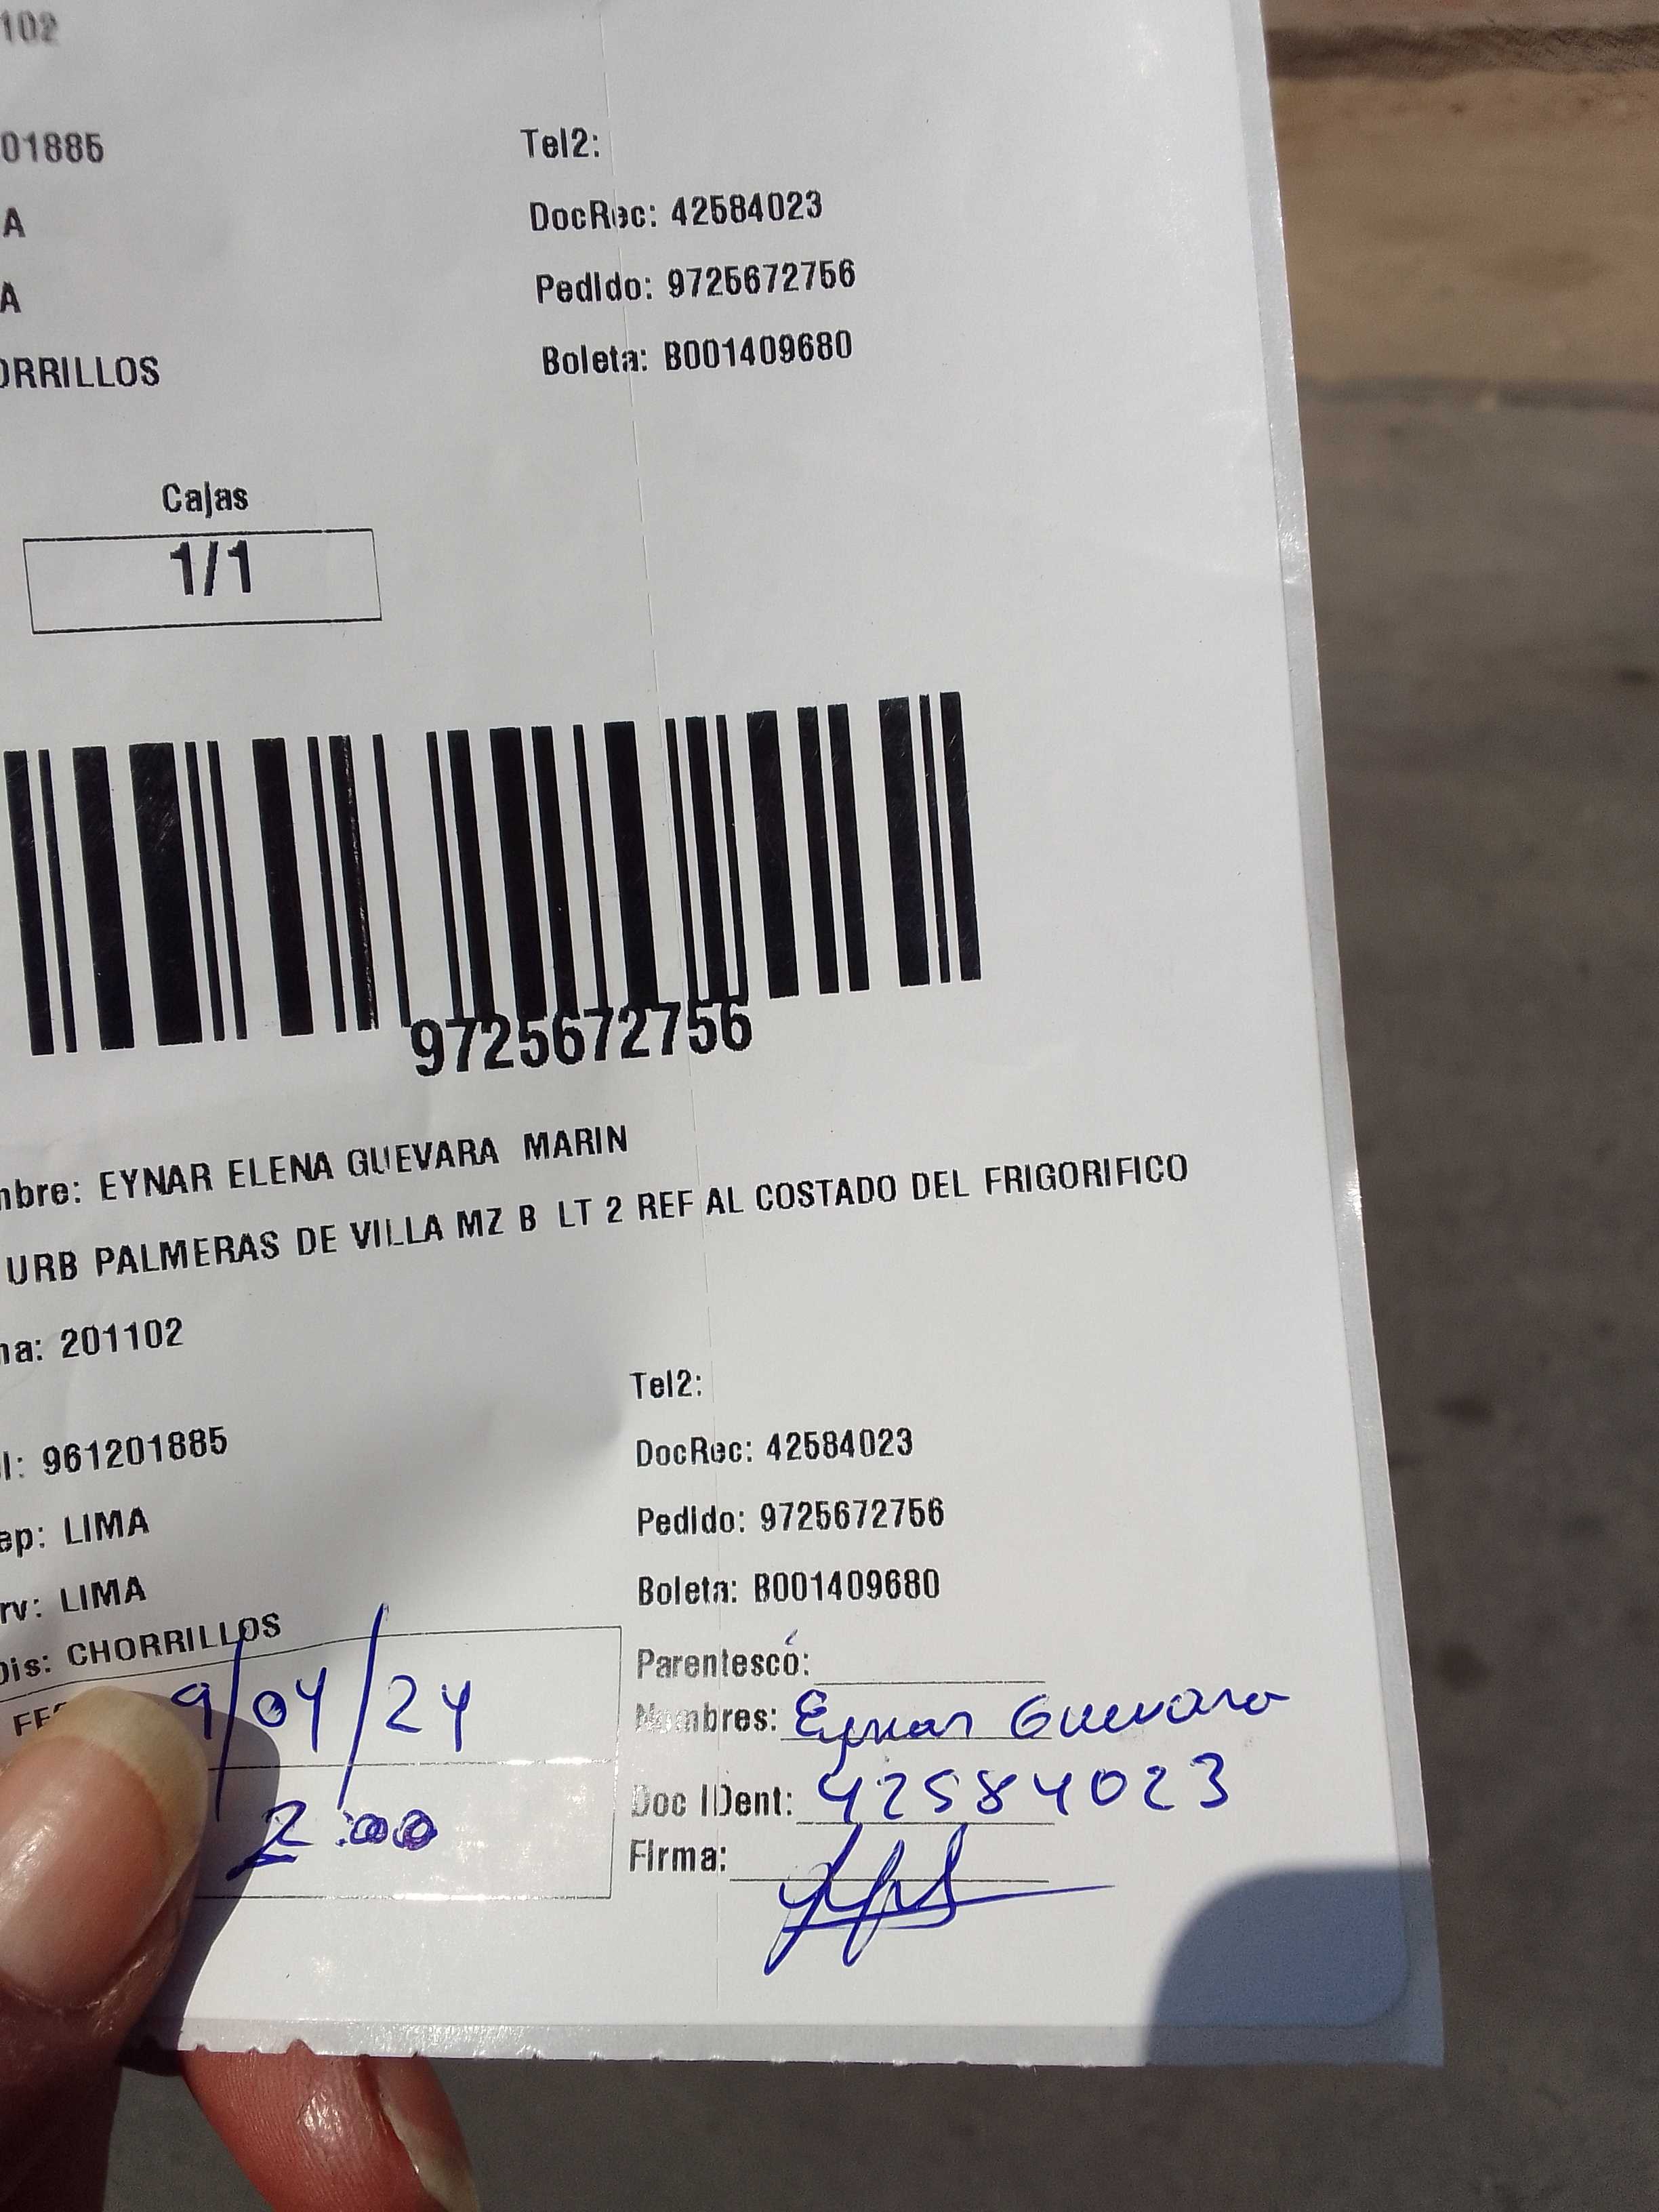 102
01885
Tel2:
A
DocRec: 42584023
A
Pedido: 9725672756
ORRILLOS
Boleta: B001409680
Cajas
1/1
9725672756
mbre: EYNAR ELENA GUEVARA MARIN
URB PALMERAS DE VILLA MZ B LT 2 REF AL COSTADO DEL FRIGORIFICO
na: 201102
Tel2:
l: 961201885
DocRec: 42584023
ep: LIMA
Pedido: 9725672756
rv: LIMA
Boleta: B001409680
Dis: CHORRILLOS
Parentesco:
FE
9/04/24
Nombres: Eynar Guevara
Doc IDent: 42584023
2:00
Firma: